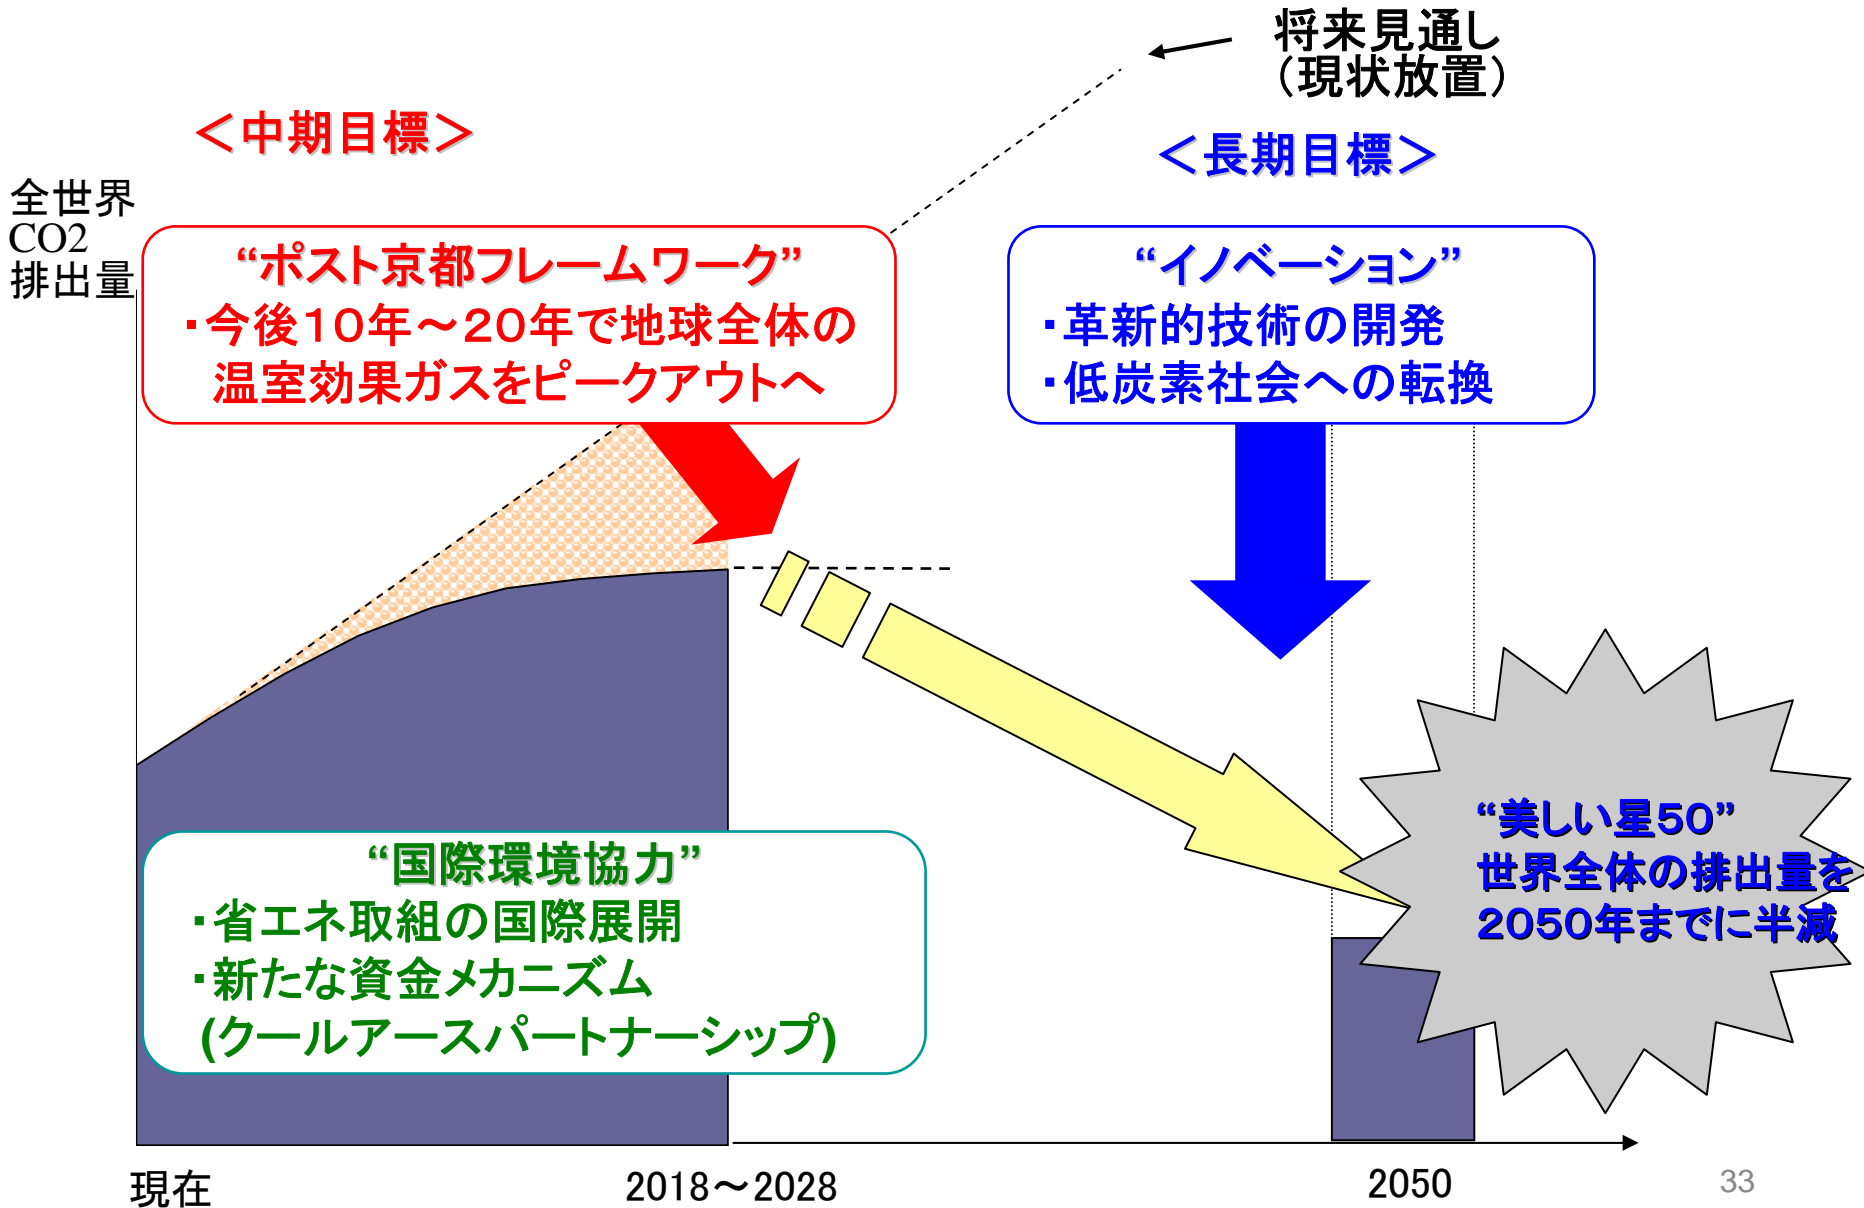 将来見通し
（現状放置）
＜中期目標＞
＜長期目標＞
全世界
CO2
排出量
“ポスト京都フレームワーク”
・今後１０年～２０年で地球全体の
温室効果ガスをピークアウトへ
“イノベーション”
・革新的技術の開発
・低炭素社会への転換
“美しい星５０”
世界全体の排出量を
２０５０年までに半減
“国際環境協力”
・省エネ取組の国際展開
・新たな資金メカニズム
(クールアースパートナーシップ)
現在
2018～2028
2050
33